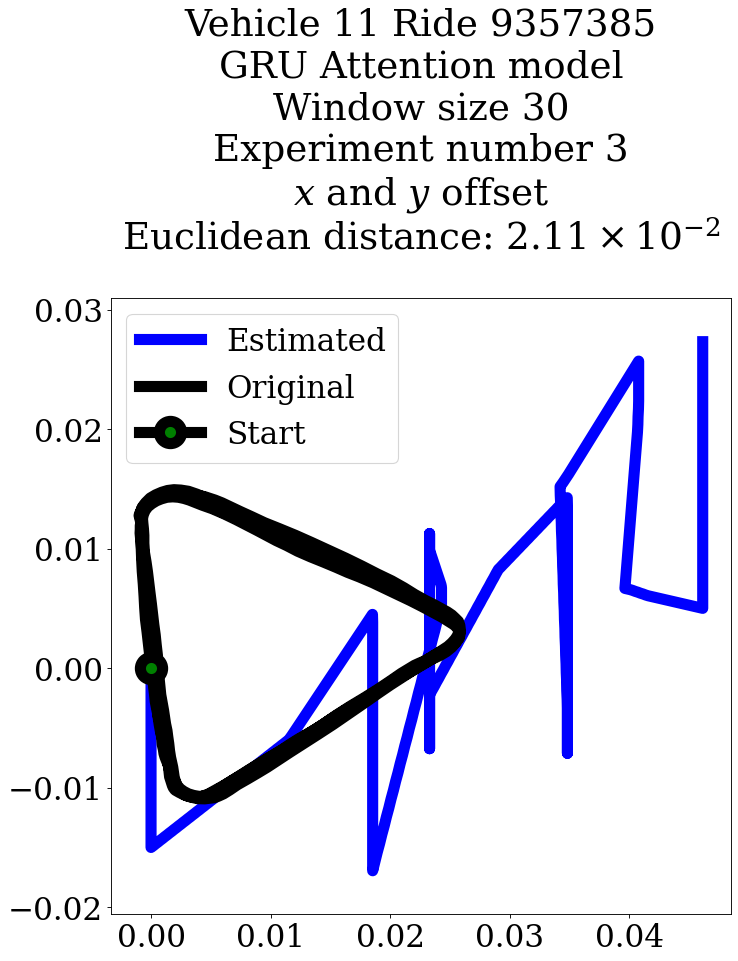 Vehicle 11 Ride 9357385
GRU Attention model
Window size 30
Experiment number 3
x and y offset
Euclidean distance: 2.11 × 10⁻²
0.03
0.02
0.01
0.00
−0.01
−0.02
Estimated
Original
Start
0.00 0.01 0.02 0.03 0.04